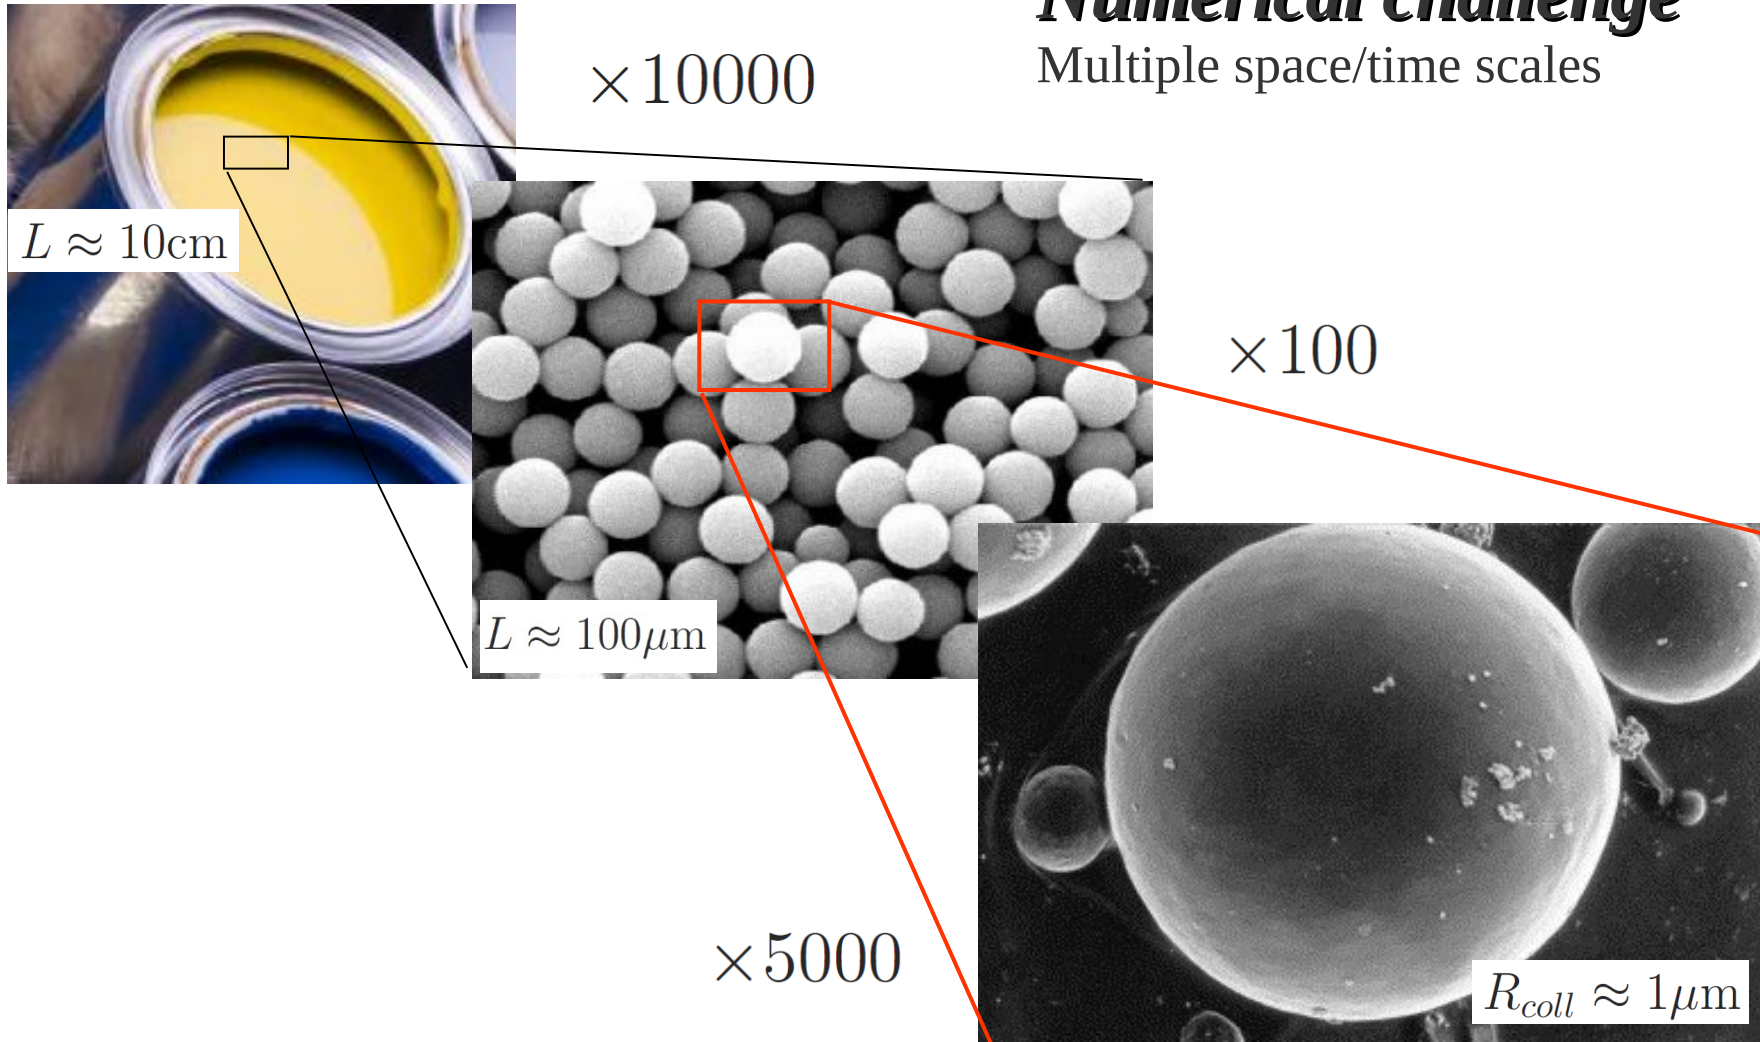 Numerical challenge
Multiple space/time scales
×10000
L ≈ 10cm
×100
L ≈ 100μm
×5000
R_coll ≈ 1μm